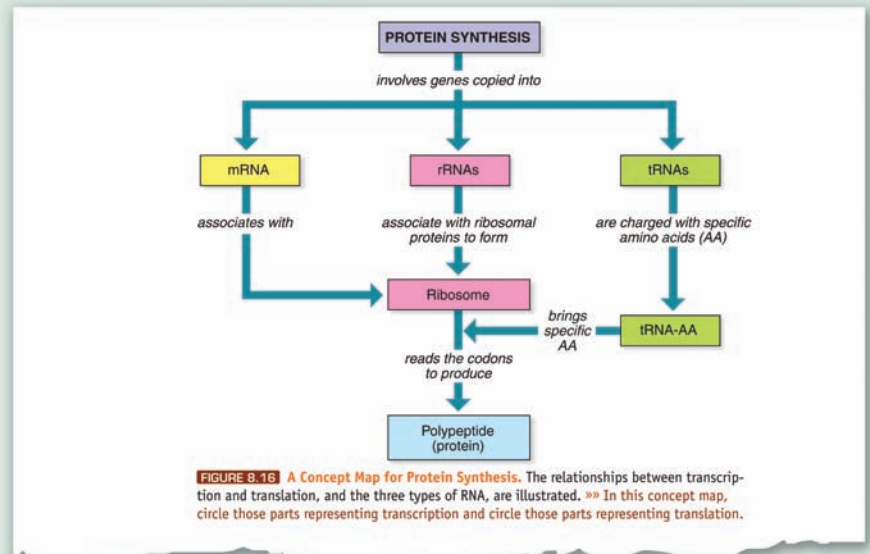 PROTEIN SYNTHESIS
involves genes copied into
mRNA
rRNAs
tRNAs
associates with
associate with ribosomal
proteins to form
are charged with specific
amino acids (AA)
Ribosome
brings
specific
AA
tRNA-AA
reads the codons
to produce
Polypeptide
(protein)
FIGURE 8.16 A Concept Map for Protein Synthesis. The relationships between transcrip-
tion and translation, and the three types of RNA, are illustrated. »» In this concept map,
circle those parts representing transcription and circle those parts representing translation.